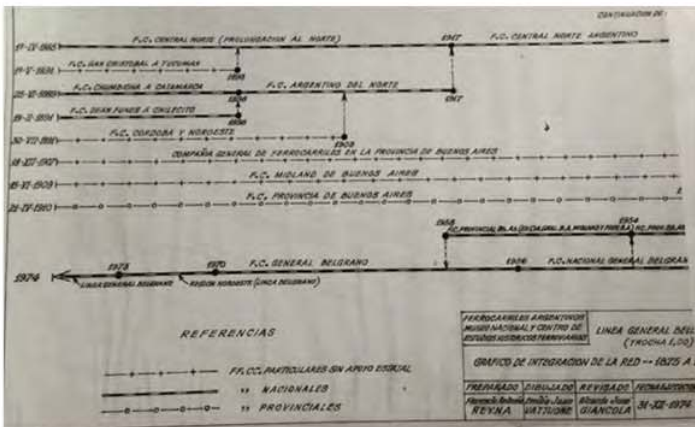 CONTINUACION DE
F.C. CENTRAL NORTE (PROLONGACION AL NORTE)
1917
F.C. CENTRAL NORTE ARGENTINO
F.C. SAN CRISTOBAL A TUCUMAN
F.C. CHUMBICHA A CATAMARCA
F.C. ARGENTINO DEL NORTE
1917
F.C. DEAN FUNES A CHILECITO
F.C. CORDOBA Y NOROESTE
1909
COMPAÑIA GENERAL DE FERROCARRILES EN LA PROVINCIA DE BUENOS AIRES
F.C. MIDLAND DE BUENOS AIRES
F.C. PROVINCIA DE BUENOS AIRES
1954
1974
1973
1970
F.C. GENERAL BELGRANO
F.C. NACIONAL GENERAL BELGRAN
LINEA GENERAL BELGRANO
REGION NOROESTE (LINEA BELGRANO)
REFERENCIAS
FF.CC. PARTICULARES SIN APOYO ESTATAL
" NACIONALES
" PROVINCIALES
FERROCARRILES ARGENTINOS
MUSEO NACIONAL Y CENTRO DE
ESTUDIOS HISTORICOS FERROVIARIOS
LINEA GENERAL BEL
(TROCHA 1,00)
GRAFICO DE INTEGRACION DE LA RED -- 1875 A
PREPARADO DIBUJADO REVISADO
REYNA
GIANCOLA
31-XII-1974